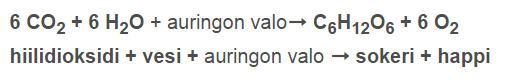 6 CO₂ + 6 H₂O + auringon valo→ C₆H₁₂O₆ + 6 O₂
hiilidioksidi + vesi + auringon valo → sokeri + happi